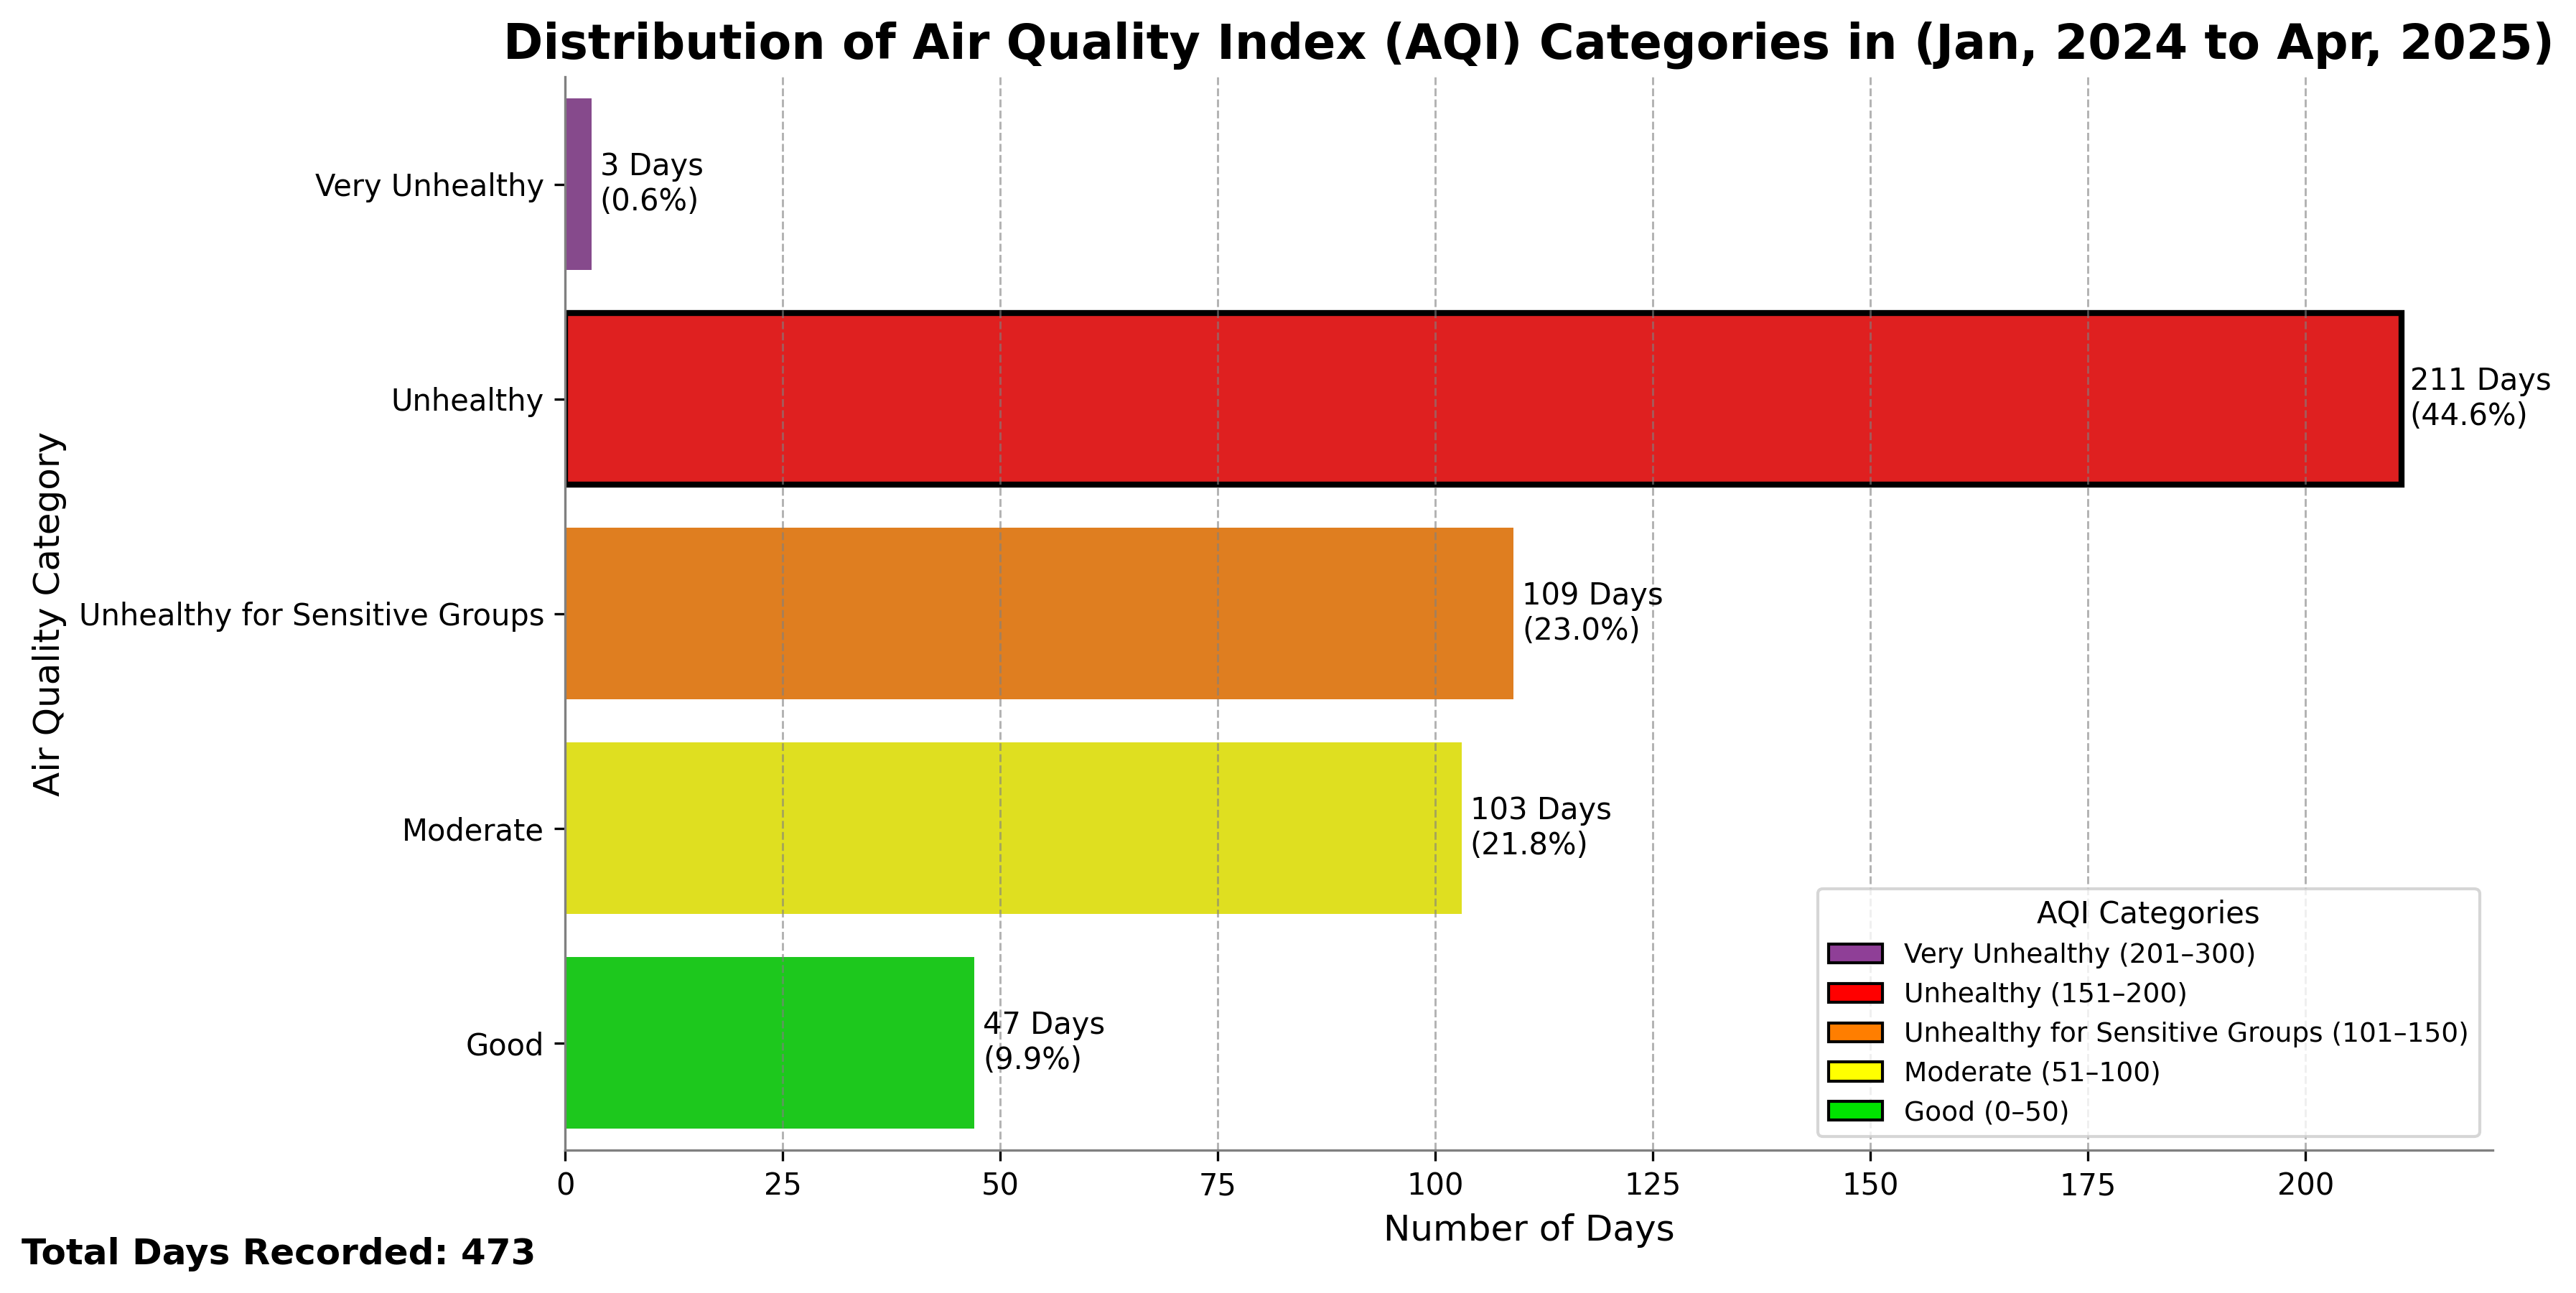 Distribution of Air Quality Index (AQI) Categories in (Jan, 2024 to Apr, 2025)
Air Quality Category
Very Unhealthy
3 Days
(0.6%)
Unhealthy
211 Days
(44.6%)
Unhealthy for Sensitive Groups
109 Days
(23.0%)
Moderate
103 Days
(21.8%)
Good
47 Days
(9.9%)
AQI Categories
Very Unhealthy (201–300)
Unhealthy (151–200)
Unhealthy for Sensitive Groups (101–150)
Moderate (51–100)
Good (0–50)
0 25 50 75 100 125 150 175 200
Number of Days
Total Days Recorded: 473